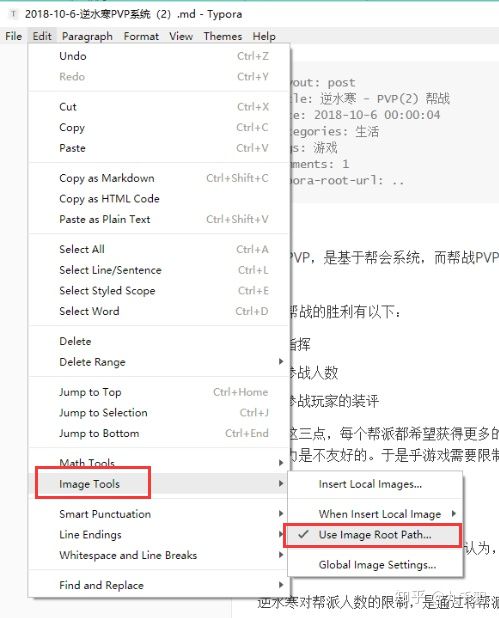 2018-10-6-逆水寒PVP系统（2）.md - Typora
File Edit Paragraph Format View Themes Help
Undo Ctrl+Z
Redo Ctrl+Y
Cut Ctrl+X
Copy Ctrl+C
Paste Ctrl+V
Copy as Markdown Ctrl+Shift+C
Copy as HTML Code
Paste as Plain Text Ctrl+Shift+V
Select All Ctrl+A
Select Line/Sentence Ctrl+L
Select Styled Scope Ctrl+E
Select Word Ctrl+D
Delete
Delete Range
Jump to Top Ctrl+Home
Jump to Selection Ctrl+J
Jump to Bottom Ctrl+End
Math Tools
Image Tools
Smart Punctuation
Line Endings
Whitespace and Line Breaks
Find and Replace
Insert Local Images...
When Insert Local Image
Use Image Root Path...
Global Image Settings...
yout: post
le: 逆水寒 - PVP(2) 帮战
e: 2018-10-6 00:00:04
egories: 生活
gs: 游戏
ments: 1
ora-root-url: ..
PVP，是基于帮会系统，而帮战PVP
帮战的胜利有以下：
指挥
参战人数
参战玩家的装评
这三点，每个帮派都希望获得更多的
力是不友好的。于是乎游戏需要限制
认为，
逆水寒对帮派人数的限制，是通过将帮派
知乎